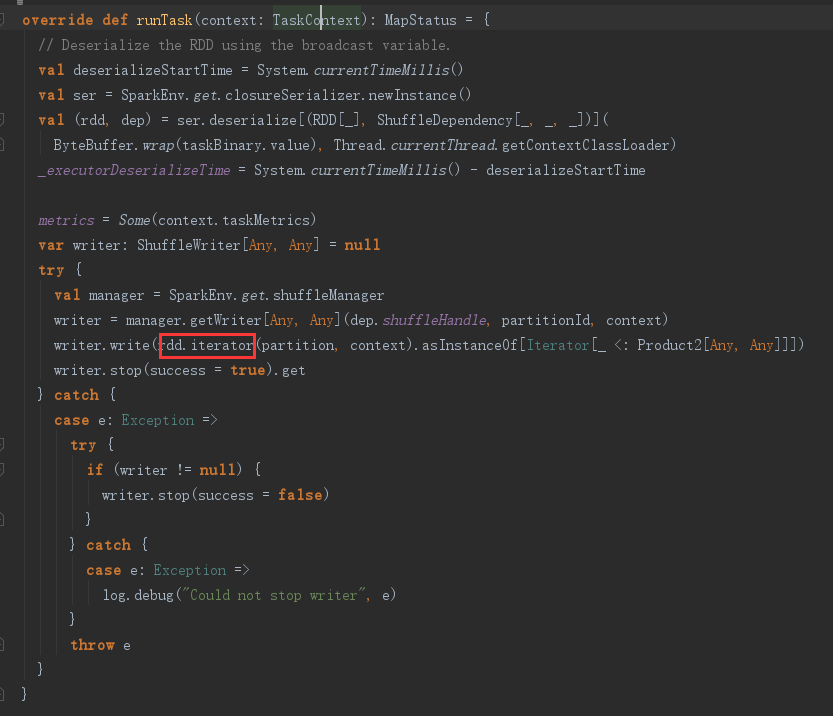 override def runTask(context: TaskContext): MapStatus = {
// Deserialize the RDD using the broadcast variable.
val deserializeStartTime = System.currentTimeMillis()
val ser = SparkEnv.get.closureSerializer.newInstance()
val (rdd, dep) = ser.deserialize[(RDD[_], ShuffleDependency[_, _, _])](
ByteBuffer.wrap(taskBinary.value), Thread.currentThread.getContextClassLoader)
_executorDeserializeTime = System.currentTimeMillis() - deserializeStartTime
metrics = Some(context.taskMetrics)
var writer: ShuffleWriter[Any, Any] = null
try {
val manager = SparkEnv.get.shuffleManager
writer = manager.getWriter[Any, Any](dep.shuffleHandle, partitionId, context)
writer.write(rdd.iterator(partition, context).asInstanceOf[Iterator[_ <: Product2[Any, Any]]])
writer.stop(success = true).get
} catch {
case e: Exception =>
try {
if (writer != null) {
writer.stop(success = false)
}
} catch {
case e: Exception =>
log.debug("Could not stop writer", e)
}
throw e
}
}